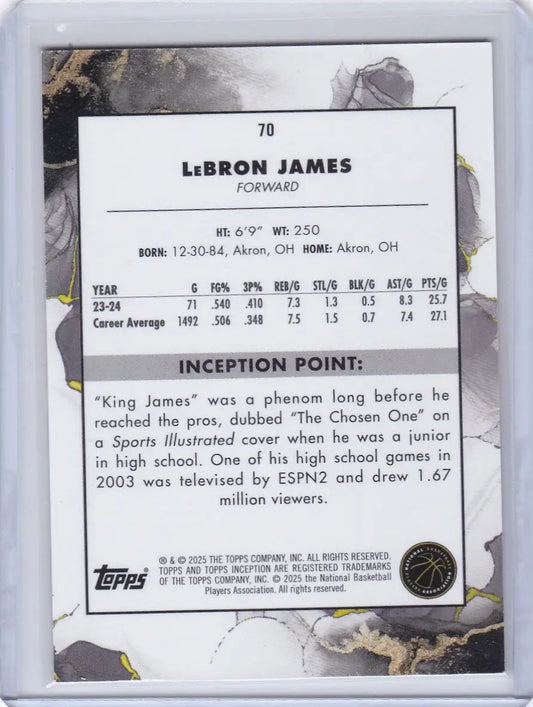 70
LeBRON JAMES
FORWARD
HT: 6'9" WT: 250
BORN: 12-30-84, Akron, OH HOME: Akron, OH
YEAR G FG% 3P% REB/G STL/G BLK/G AST/G PTS/G
23-24 71 .540 .410 7.3 1.3 0.5 8.3 25.7
Career Average 1492 .506 .348 7.5 1.5 0.7 7.4 27.1
INCEPTION POINT:
"King James" was a phenom long before he
reached the pros, dubbed "The Chosen One" on
a Sports Illustrated cover when he was a junior
in high school. One of his high school games in
2003 was televised by ESPN2 and drew 1.67
million viewers.
® & © 2025 THE TOPPS COMPANY, INC. ALL RIGHTS RESERVED.
TOPPS AND TOPPS INCEPTION ARE REGISTERED TRADEMARKS
OF THE TOPPS COMPANY, INC. © 2025 the National Basketball
Players Association. All rights reserved.
TOPPS®
NATIONAL BASKETBALL
PLAYERS ASSOCIATION